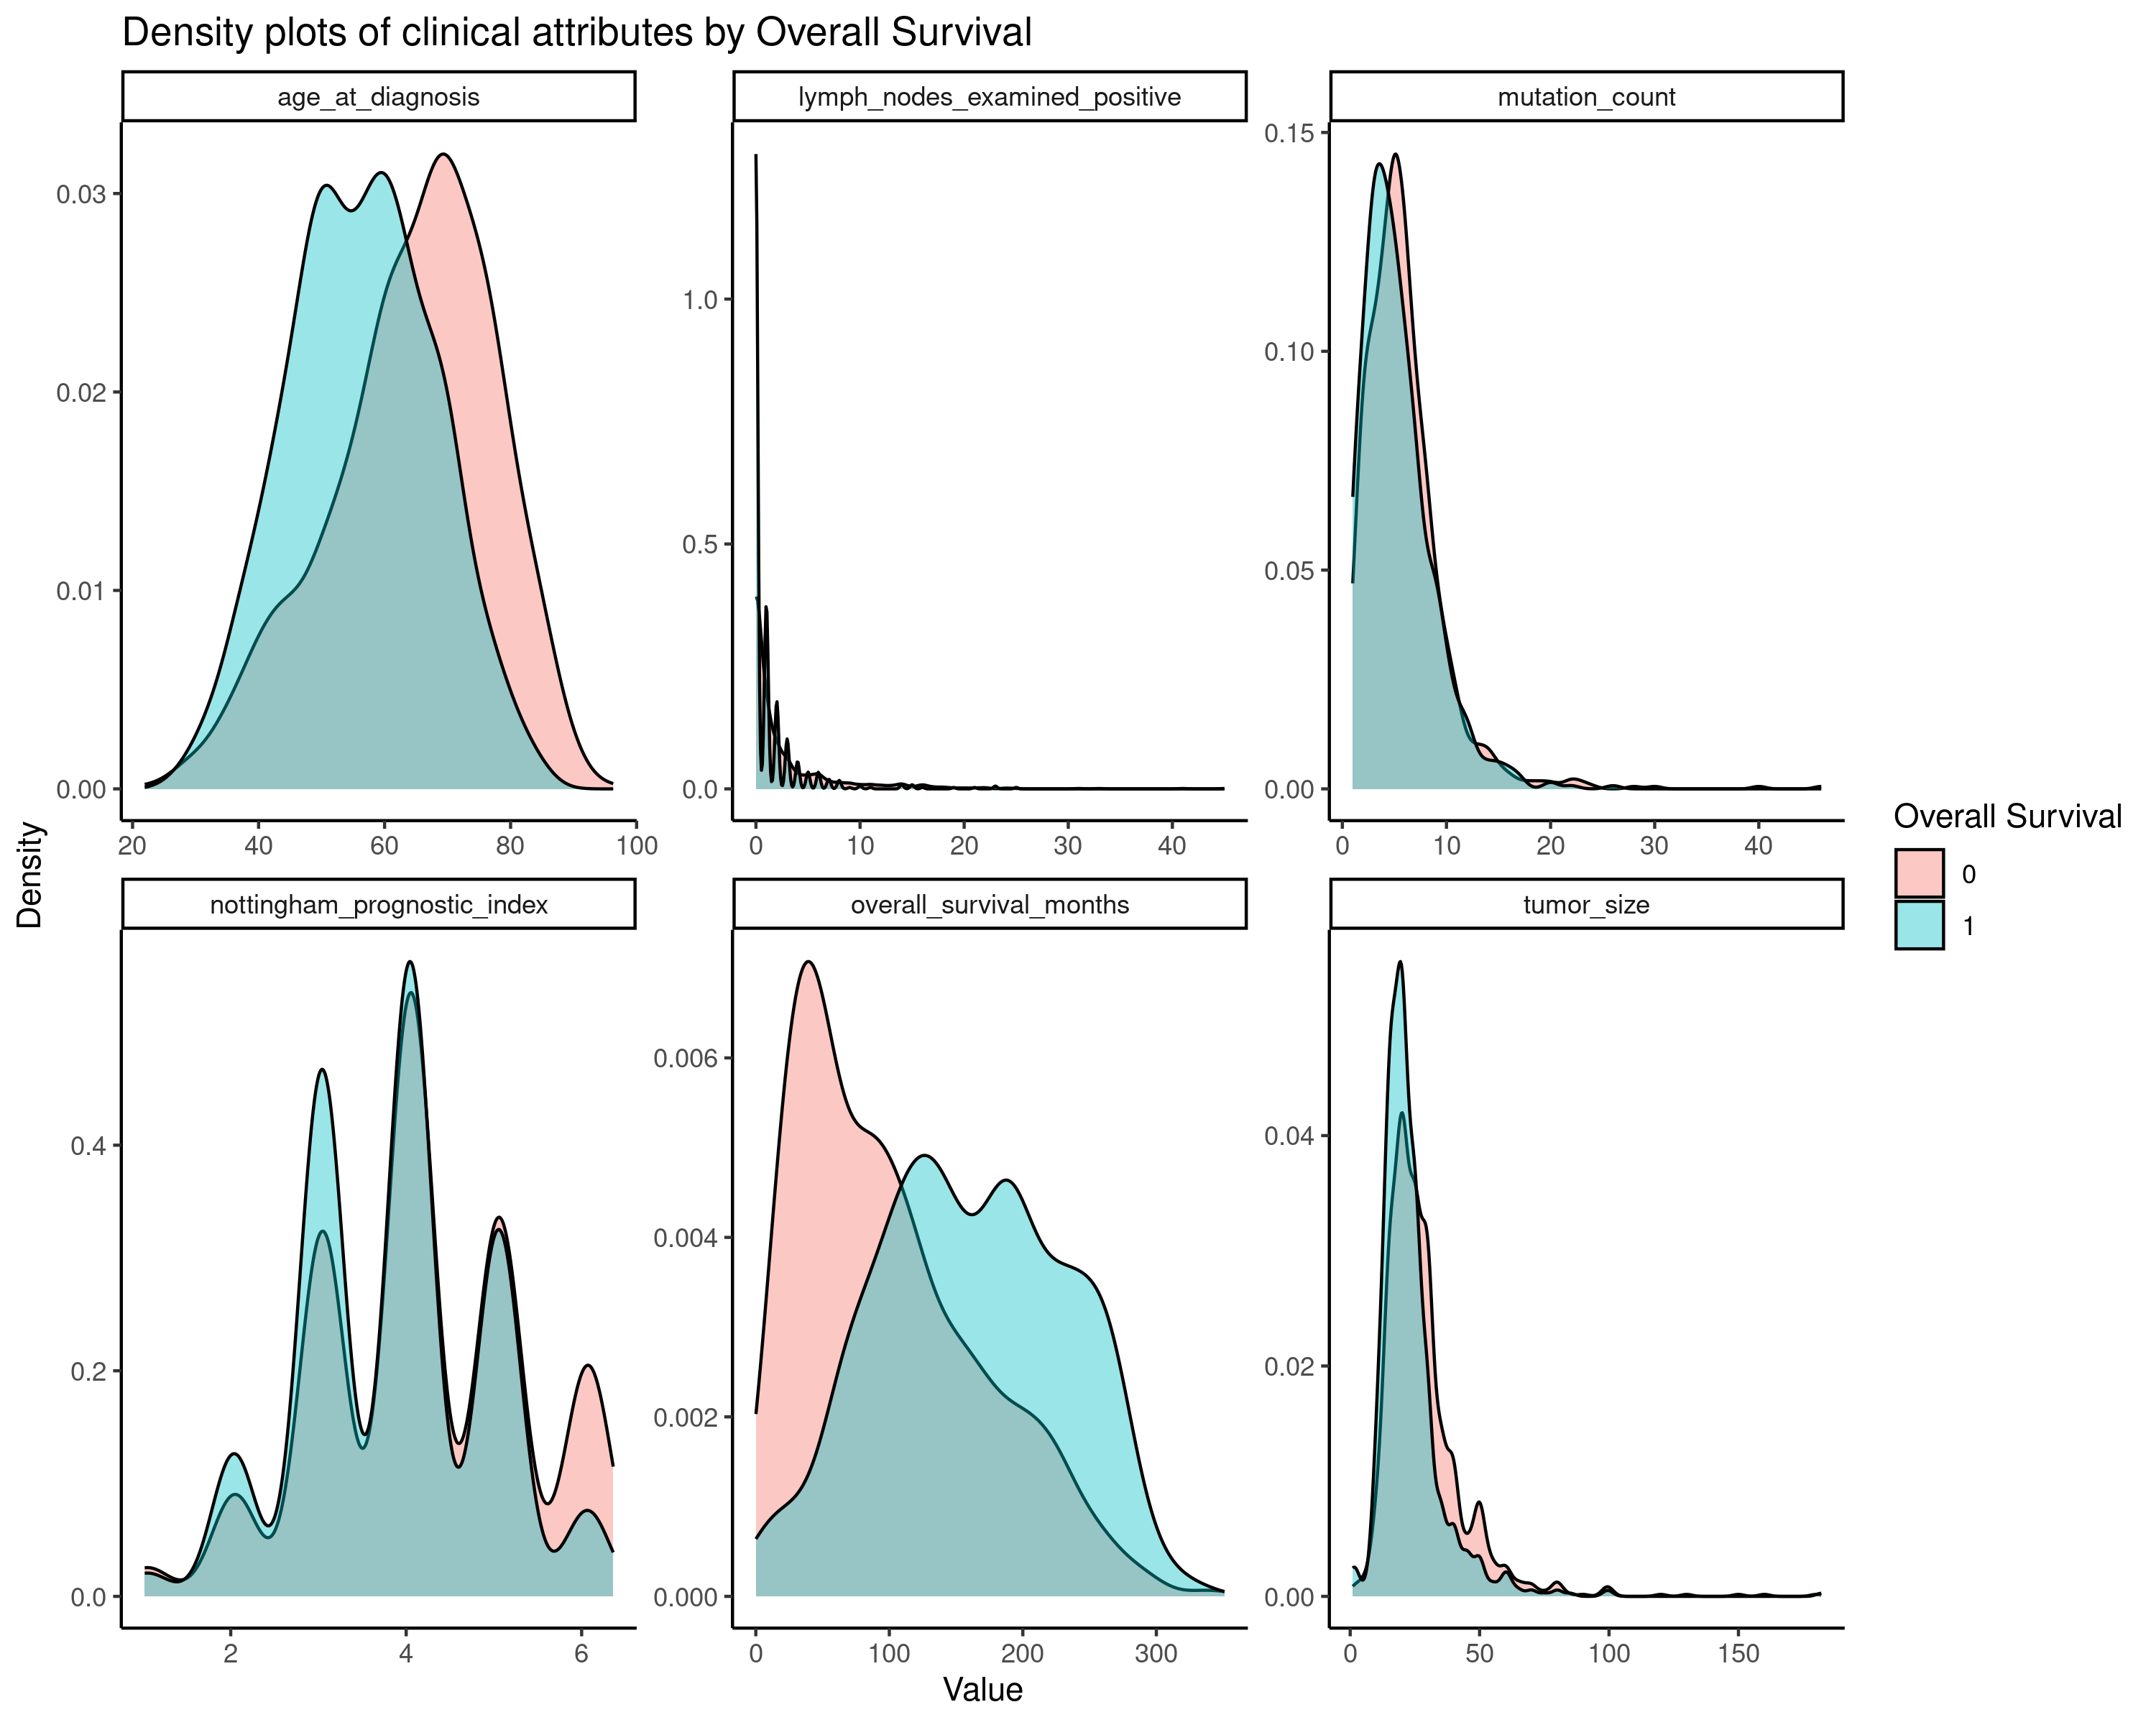 Density plots of clinical attributes by Overall Survival
age_at_diagnosis
lymph_nodes_examined_positive
mutation_count
0.03
0.02
0.01
0.00
20 40 60 80 100
1.0
0.5
0.0
0 10 20 30 40
0.15
0.10
0.05
0.00
0 10 20 30 40
nottingham_prognostic_index
overall_survival_months
tumor_size
0.4
0.2
0.0
2 4 6
0.006
0.004
0.002
0.000
0 100 200 300
0.04
0.02
0.00
0 50 100 150
Density
Value
Overall Survival
0
1